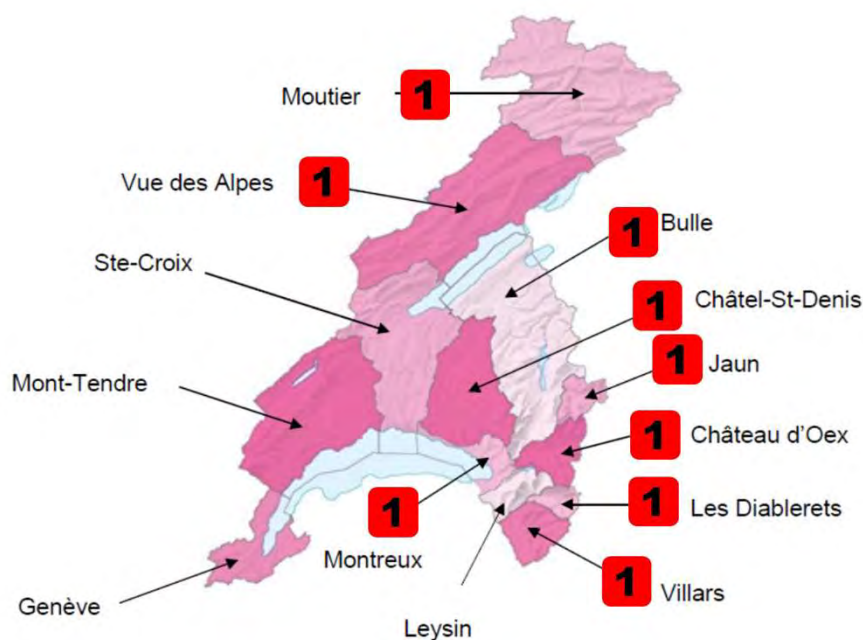 Moutier 1
Vue des Alpes 1
1 Bulle
Ste-Croix
1 Châtel-St-Denis
1 Jaun
Mont-Tendre
1 Château d'Oex
1 Les Diablerets
1
Montreux
1 Villars
Genève
Leysin